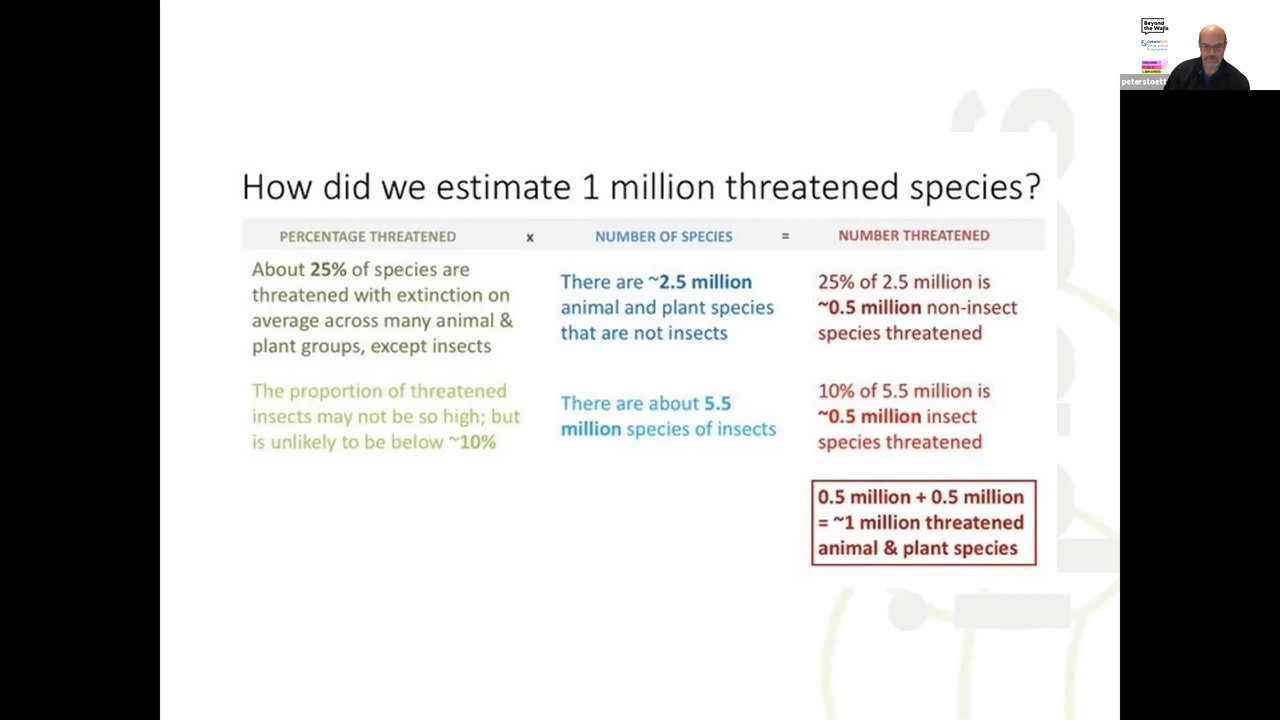 How did we estimate 1 million threatened species?
PERCENTAGE THREATENED x NUMBER OF SPECIES = NUMBER THREATENED
About 25% of species are
threatened with extinction on
average across many animal &
plant groups, except insects
There are ~2.5 million
animal and plant species
that are not insects
25% of 2.5 million is
~0.5 million non-insect
species threatened
The proportion of threatened
insects may not be so high; but
is unlikely to be below ~10%
There are about 5.5
million species of insects
10% of 5.5 million is
~0.5 million insect
species threatened
0.5 million + 0.5 million
= ~1 million threatened
animal & plant species
Beyond
the Walls
peterstoett